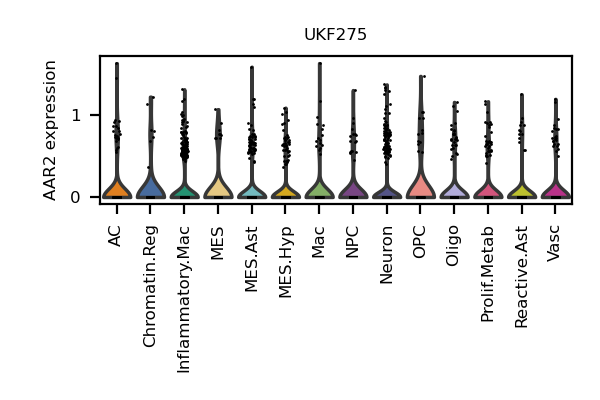 UKF275
AAR2 expression
1
0
AC
Chromatin.Reg
Inflammatory.Mac
MES
MES.Ast
MES.Hyp
Mac
NPC
Neuron
OPC
Oligo
Prolif.Metab
Reactive.Ast
Vasc